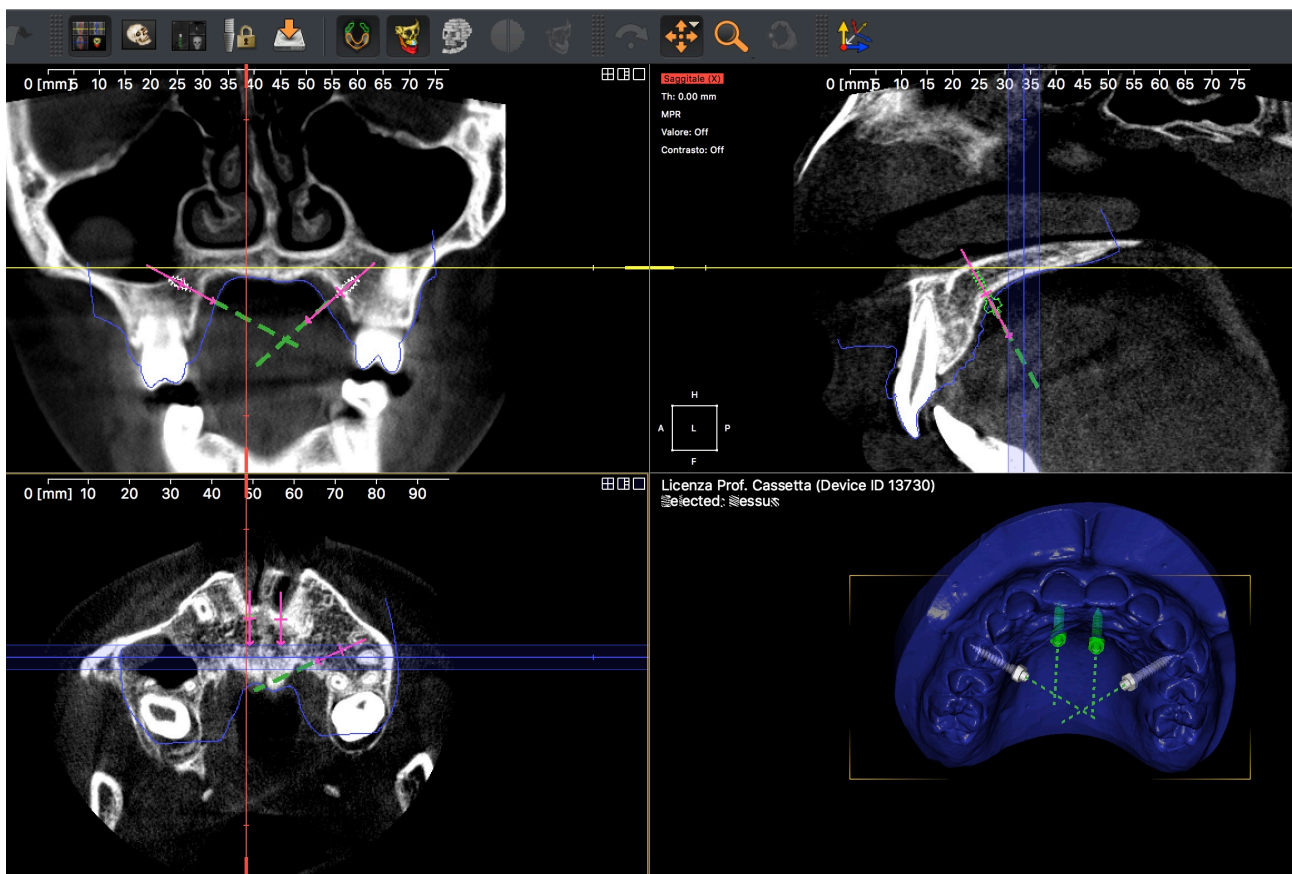 0 [mm]5 10 15 20 25 30 35 40 45 50 55 60 65 70 75
Saggitale (X)
Th: 0.00 mm
MPR
Valore: Off
Contrasto: Off
0 [mm]5 10 15 20 25 30 35 40 45 50 55 60 65 70 75
H
A L P
F
0 [mm] 10 20 30 40 50 60 70 80 90
Licenza Prof. Cassetta (Device ID 13730)